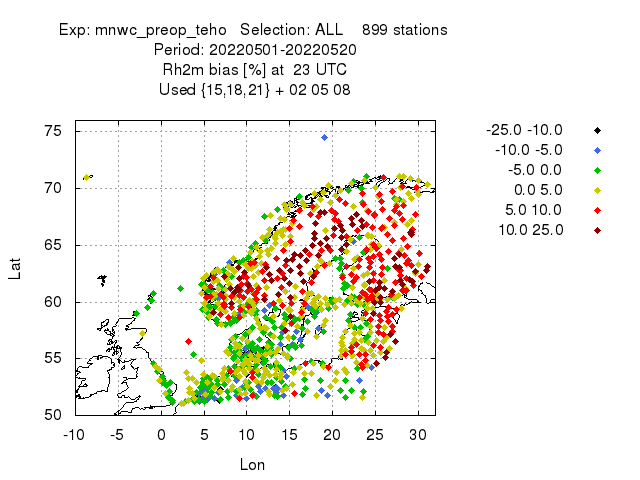 Exp: mnwc_preop_teho   Selection: ALL    899 stations
Period: 20220501-20220520
Rh2m bias [%] at  23 UTC
Used {15,18,21} + 02 05 08
-25.0 -10.0
-10.0 -5.0
-5.0 0.0
0.0 5.0
5.0 10.0
10.0 25.0
75
70
65
60
55
50
Lat
-10 -5 0 5 10 15 20 25 30
Lon